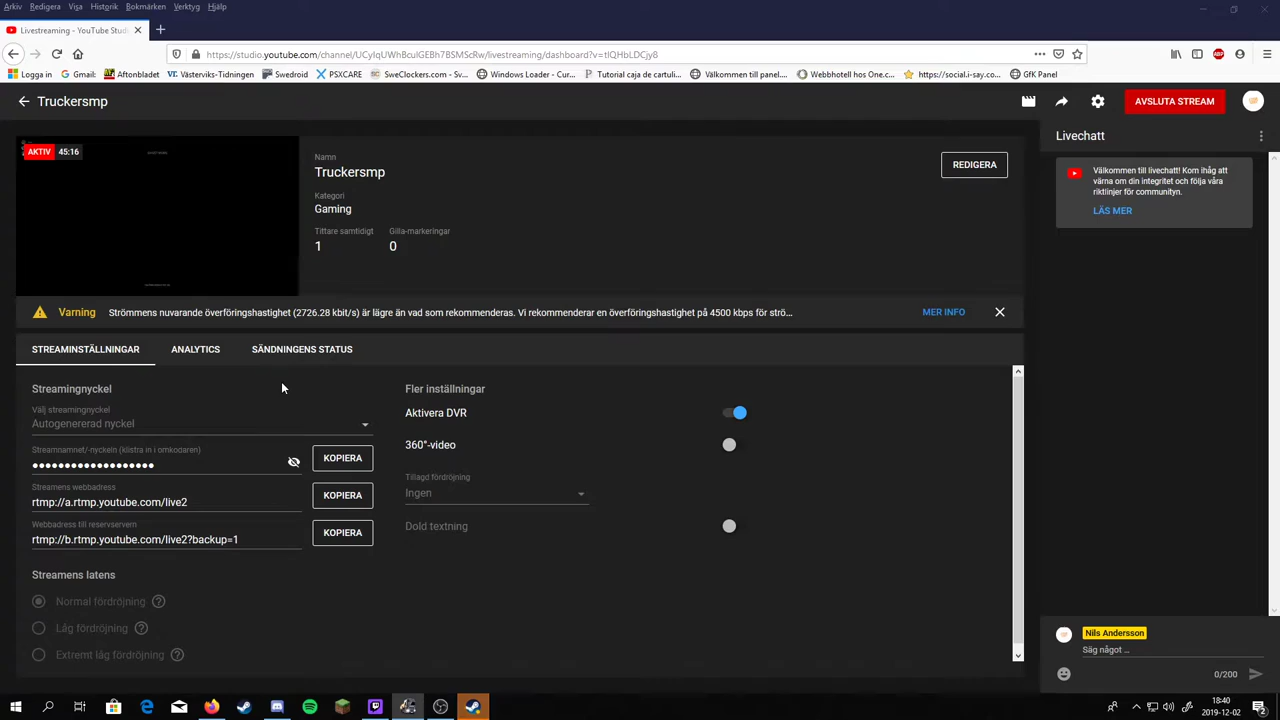 Arkiv Redigera Visa Historik Bokmärken Verktyg Hjälp
Livestreaming - YouTube Stud
https://studio.youtube.com/channel/UCyIqUWhBculGEBh7BSMScRw/livestreaming/dashboard?v=tIQHbLDCjy8
Logga in Gmail: Aftonbladet Västerviks-Tidningen Swedroid PSXCARE SweClockers.com - Sv... Windows Loader - Cur... Tutorial caja de cartuli... Välkommen till panel.... Webbhotell hos One.c... https://social.i-say.co... GfK Panel
Truckersmp
AVSLUTA STREAM
AKTIV 45:16
Namn
Truckersmp
REDIGERA
Kategori
Gaming
Tittare samtidigt Gilla-markeringar
1 0
Varning Strömmens nuvarande överföringshastighet (2726.28 kbit/s) är lägre än vad som rekommenderas. Vi rekommenderar en överföringshastighet på 4500 kbps för strö...
MER INFO
STREAMINSTÄLLNINGAR ANALYTICS SÄNDNINGENS STATUS
Streamingnyckel
Välj streamingnyckel
Autogenererad nyckel
Streamnamnet/-nyckeln (klistra in i omkodaren)
KOPIERA
Streamens webbadress
rtmp://a.rtmp.youtube.com/live2
KOPIERA
Webbadress till reservservern
rtmp://b.rtmp.youtube.com/live2?backup=1
KOPIERA
Streamens latens
Normal fördröjning
Låg fördröjning
Extremt låg fördröjning
Fler inställningar
Aktivera DVR
360°-video
Tillagd fördröjning
Ingen
Dold textning
Livechatt
Välkommen till livechatt! Kom ihåg att
värna om din integritet och följa våra
riktlinjer för communityn.
LÄS MER
Nils Andersson
Säg något ...
0/200
18:40
2019-12-02
2